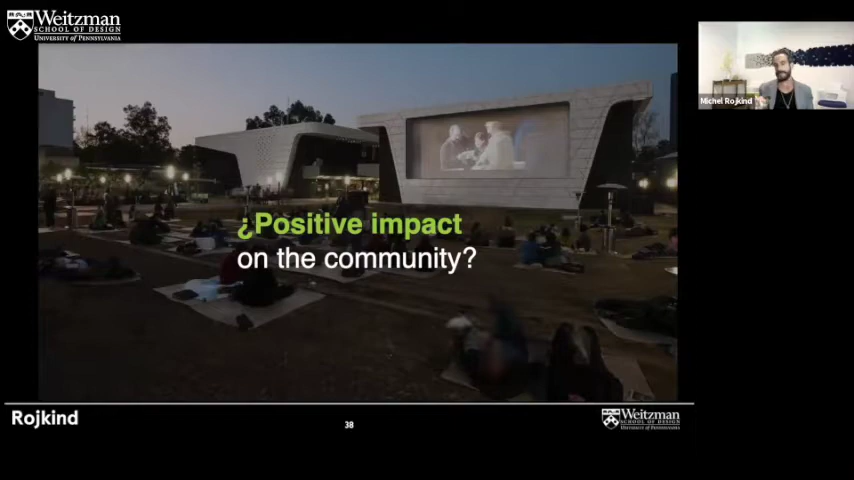 Weitzman
SCHOOL OF DESIGN
UNIVERSITY of PENNSYLVANIA
Michel Rojkind
¿Positive impact
on the community?
Rojkind
38
Weitzman
SCHOOL OF DESIGN
UNIVERSITY of PENNSYLVANIA